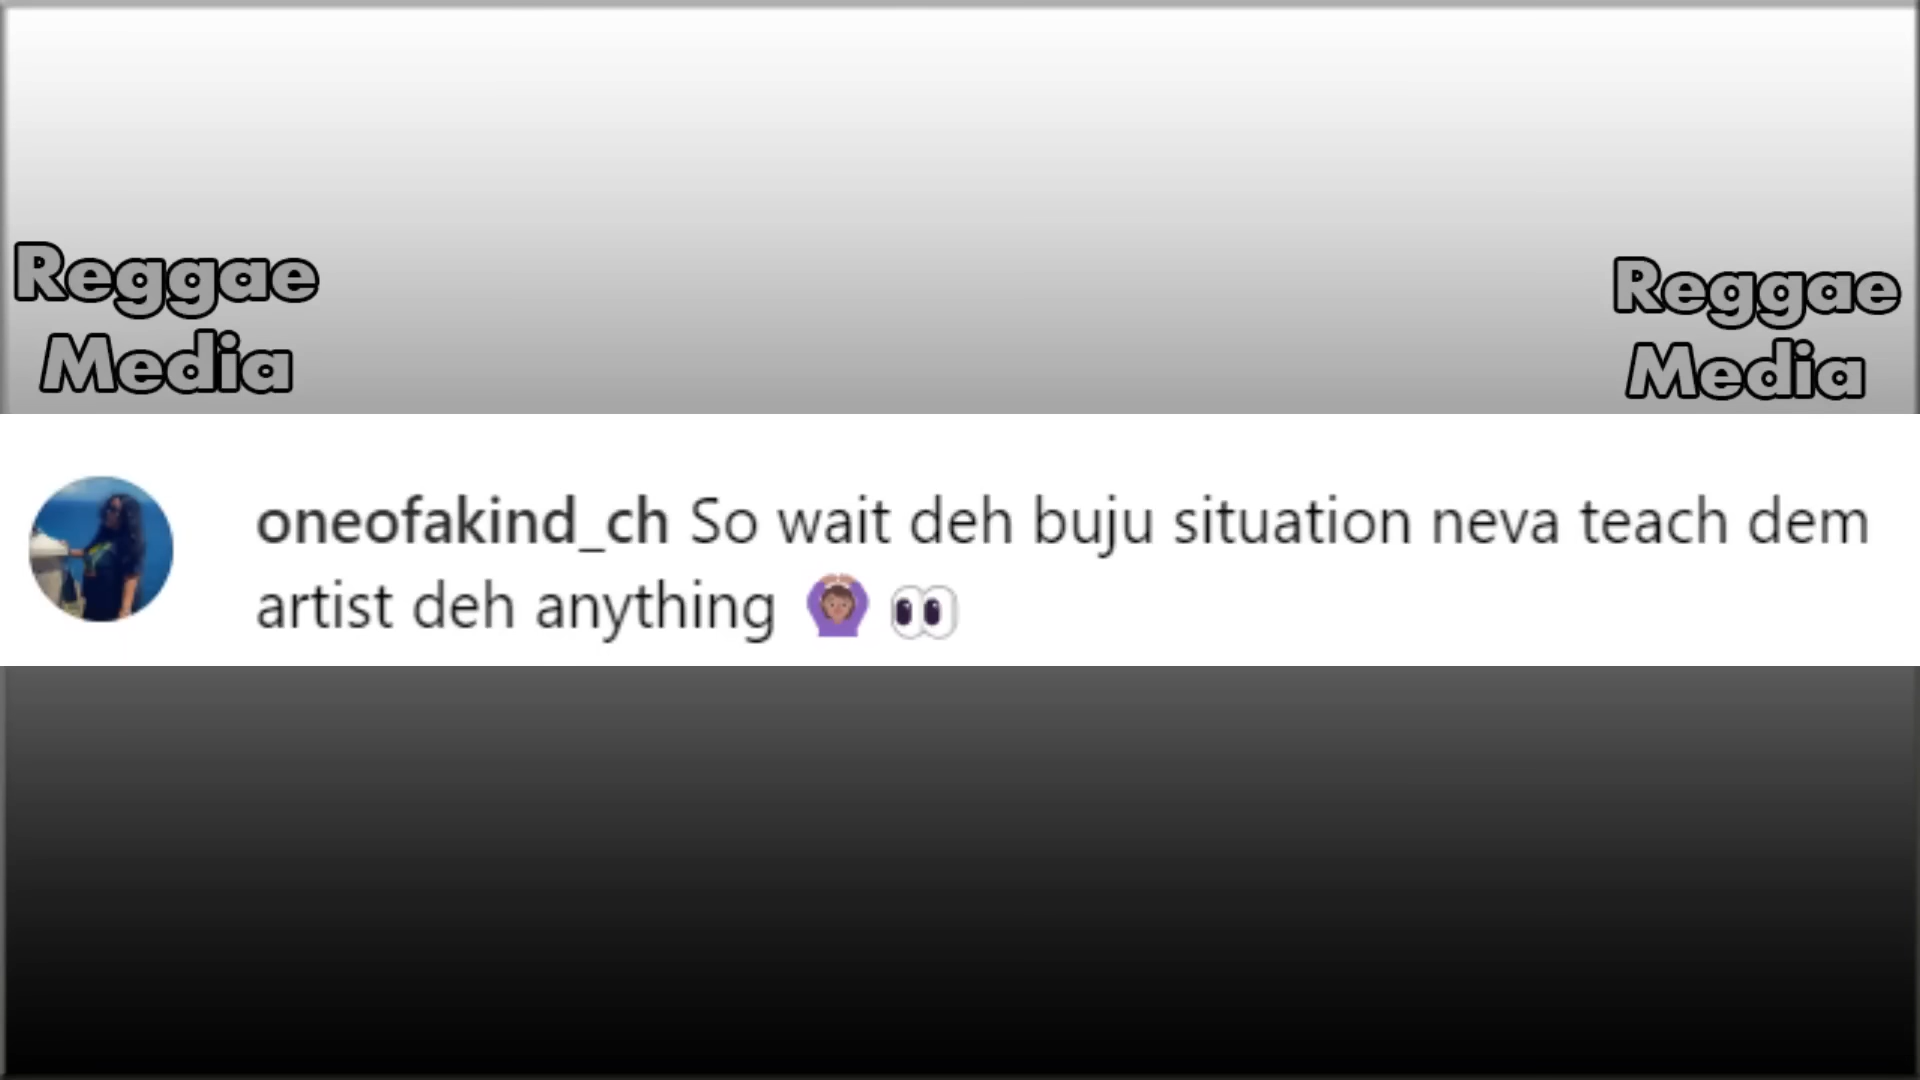 Reggae
Media
Reggae
Media
oneofakind_ch So wait deh buju situation neva teach dem
artist deh anything 🙆🏽‍♀️ 👀